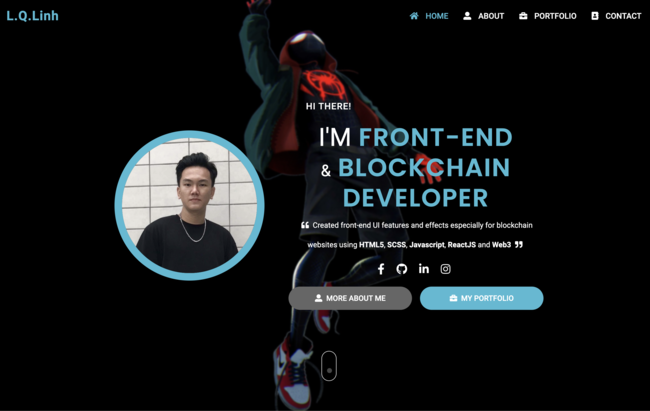 L.Q.Linh
HOME ABOUT PORTFOLIO CONTACT
HI THERE!
I'M FRONT-END
& BLOCKCHAIN
DEVELOPER
❝ Created front-end UI features and effects especially for blockchain
websites using HTML5, SCSS, Javascript, ReactJS and Web3 ❞
MORE ABOUT ME MY PORTFOLIO